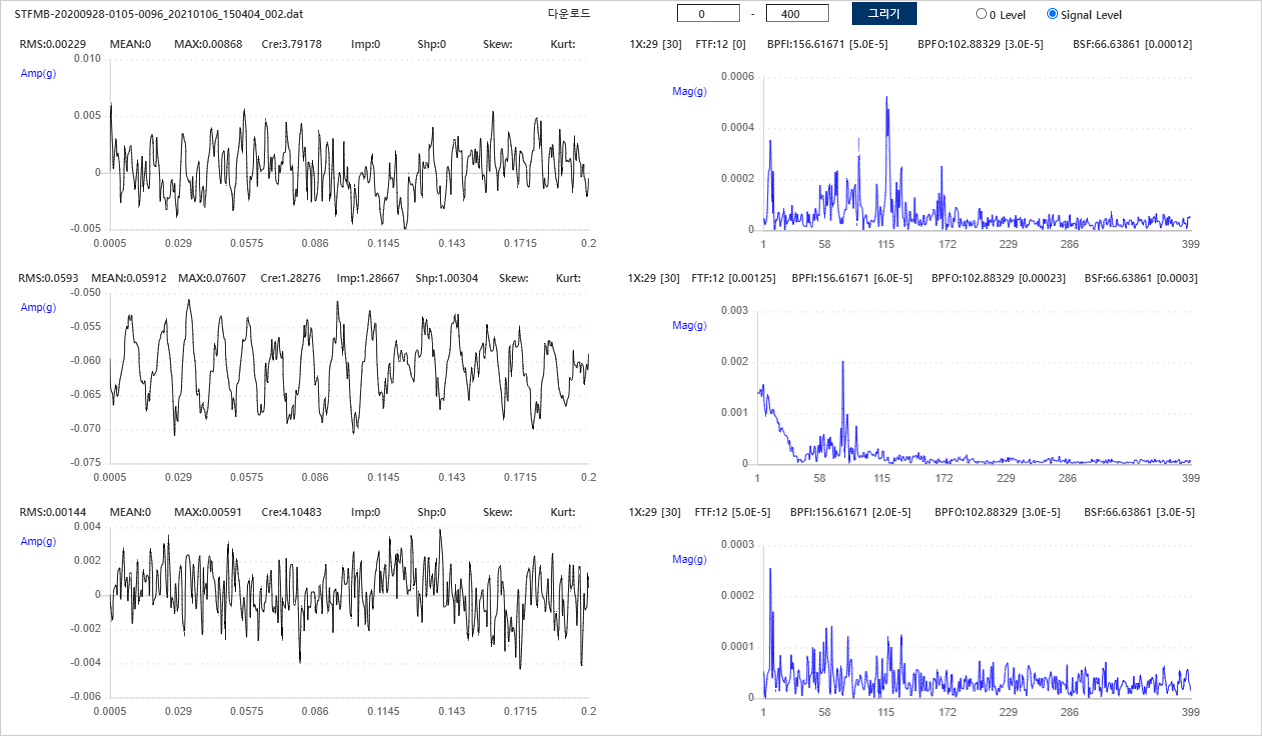 STFMB-20200928-0105-0096_20210106_150404_002.dat 다운로드 0 - 400 그리기 0 Level Signal Level
RMS:0.00229 MEAN:0 MAX:0.00868 Cre:3.79178 Imp:0 Shp:0 Skew: Kurt:
Amp(g)
0.010
0.005
0
-0.005
0.0005 0.029 0.0575 0.086 0.1145 0.143 0.1715 0.2
1X:29 [30] FTF:12 [0] BPFI:156.61671 [5.0E-5] BPFO:102.88329 [3.0E-5] BSF:66.63861 [0.00012]
Mag(g)
0.0006
0.0004
0.0002
0
1 58 115 172 229 286 399
RMS:0.0593 MEAN:0.05912 MAX:0.07607 Cre:1.28276 Imp:1.28667 Shp:1.00304 Skew: Kurt:
Amp(g)
-0.050
-0.055
-0.060
-0.065
-0.070
-0.075
0.0005 0.029 0.0575 0.086 0.1145 0.143 0.1715 0.2
1X:29 [30] FTF:12 [0.00125] BPFI:156.61671 [6.0E-5] BPFO:102.88329 [0.00023] BSF:66.63861 [0.0003]
Mag(g)
0.003
0.002
0.001
0
1 58 115 172 229 286 399
RMS:0.00144 MEAN:0 MAX:0.00591 Cre:4.10483 Imp:0 Shp:0 Skew: Kurt:
Amp(g)
0.004
0.002
0
-0.002
-0.004
-0.006
0.0005 0.029 0.0575 0.086 0.1145 0.143 0.1715 0.2
1X:29 [30] FTF:12 [5.0E-5] BPFI:156.61671 [2.0E-5] BPFO:102.88329 [3.0E-5] BSF:66.63861 [3.0E-5]
Mag(g)
0.0003
0.0002
0.0001
0
1 58 115 172 229 286 399